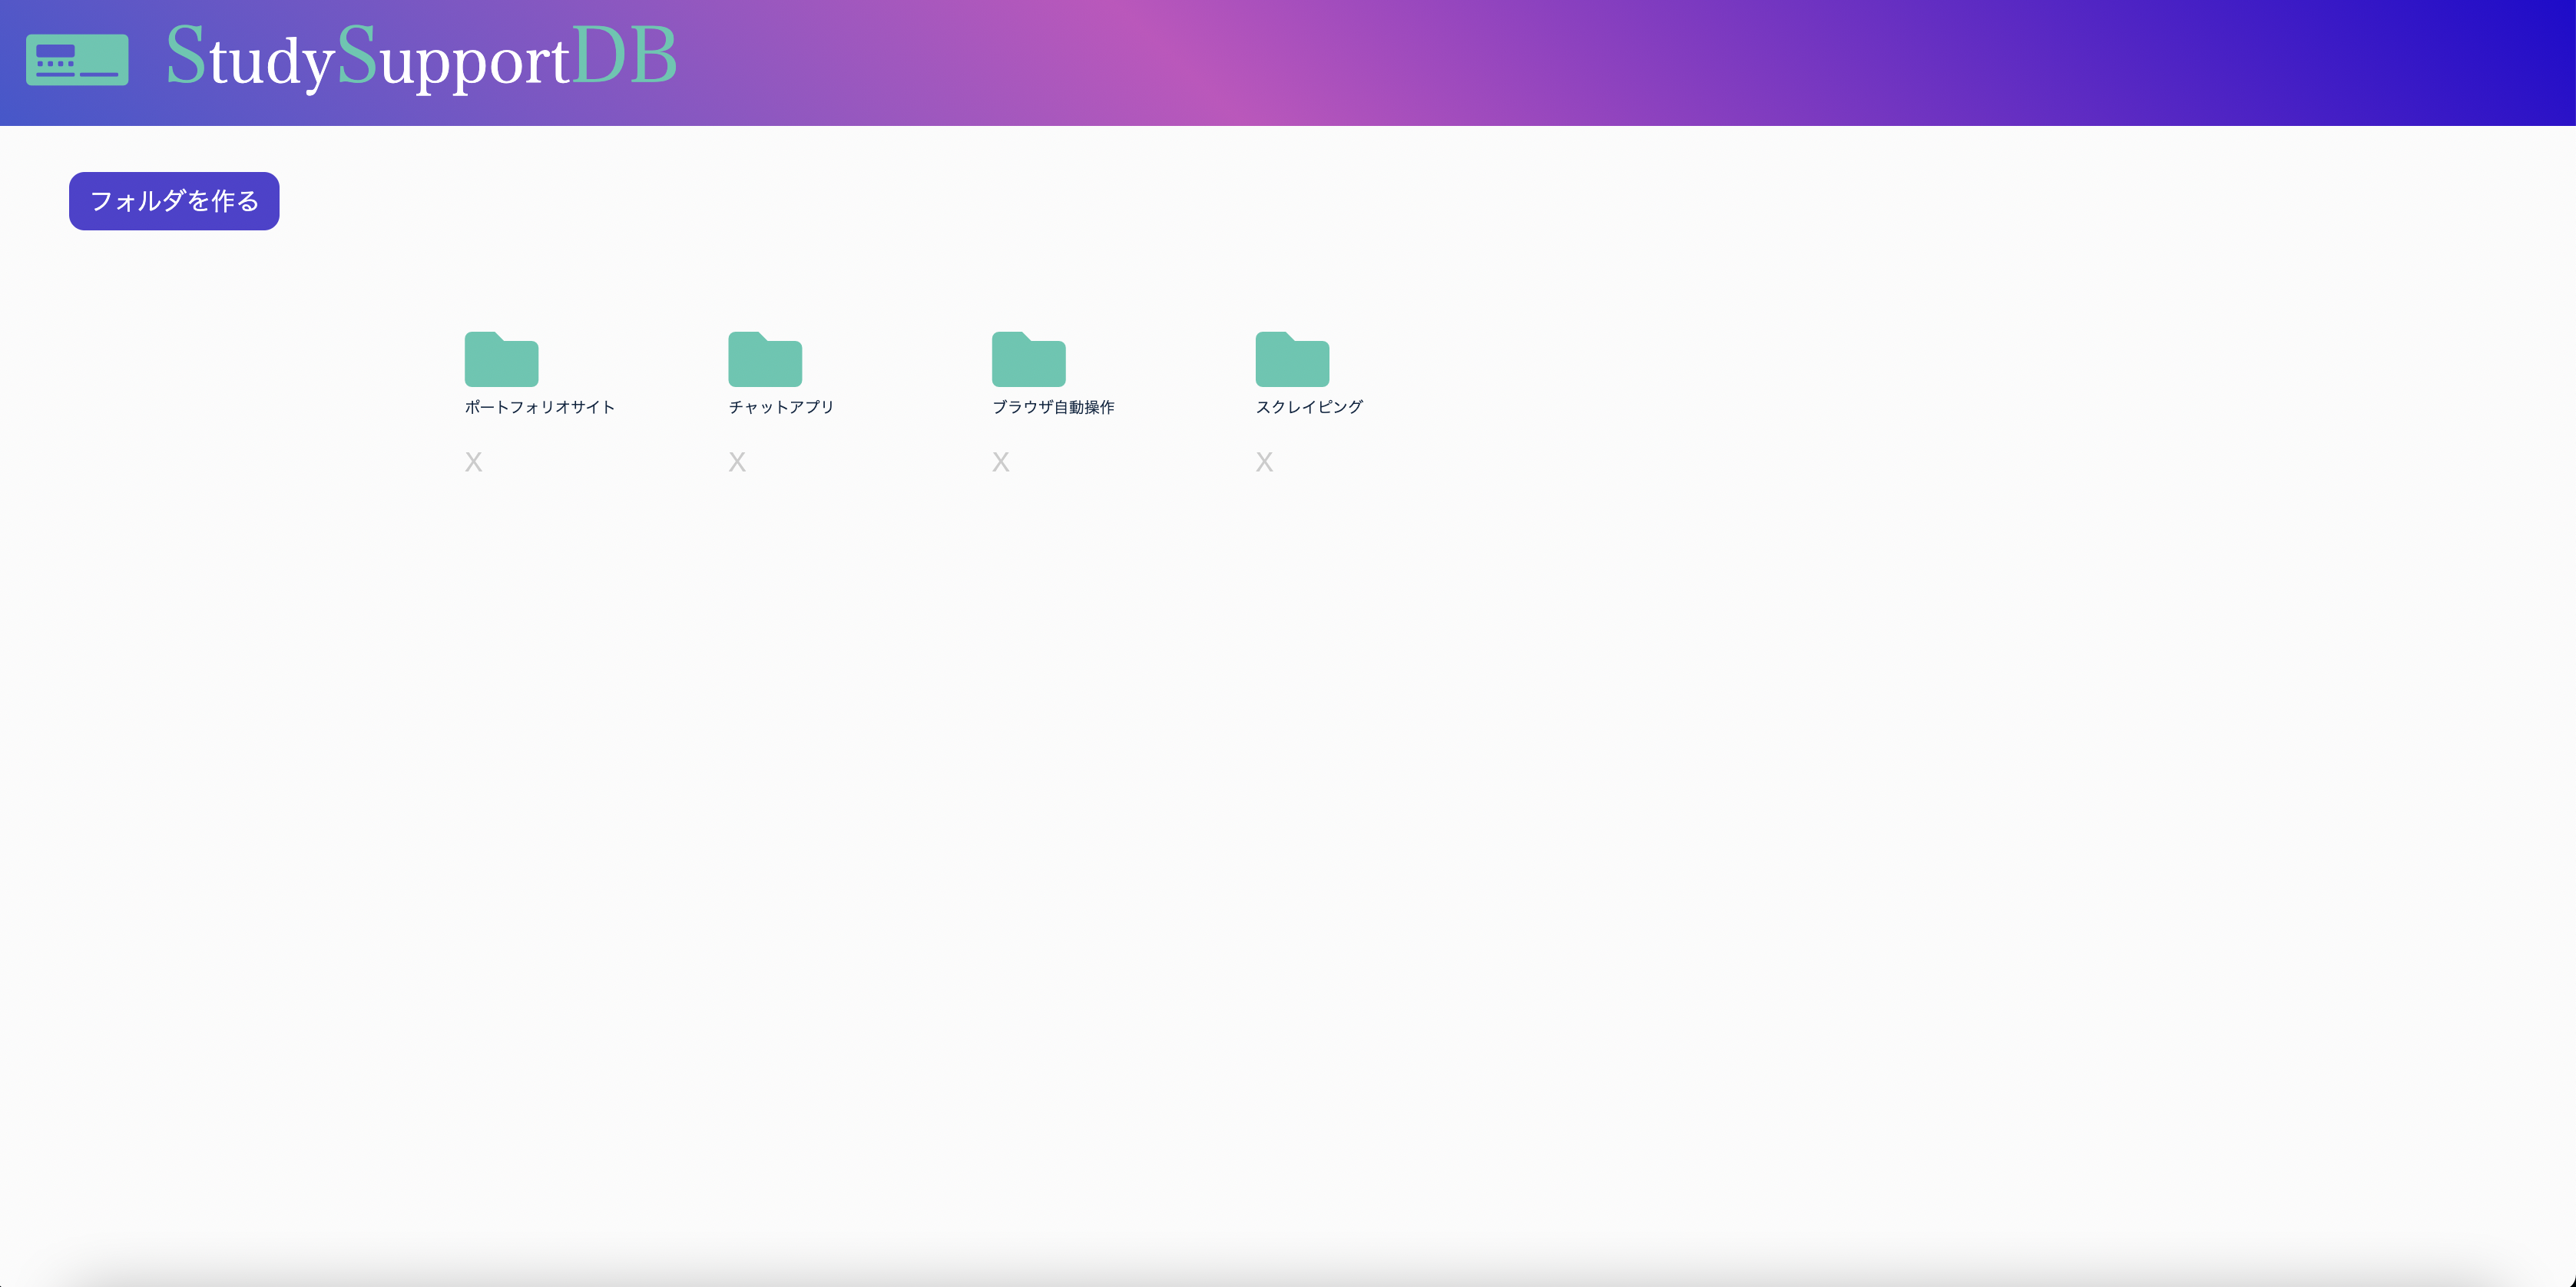 StudySupportDB
フォルダを作る
ポートフォリオサイト
チャットアプリ
ブラウザ自動操作
スクレイピング
X
X
X
X